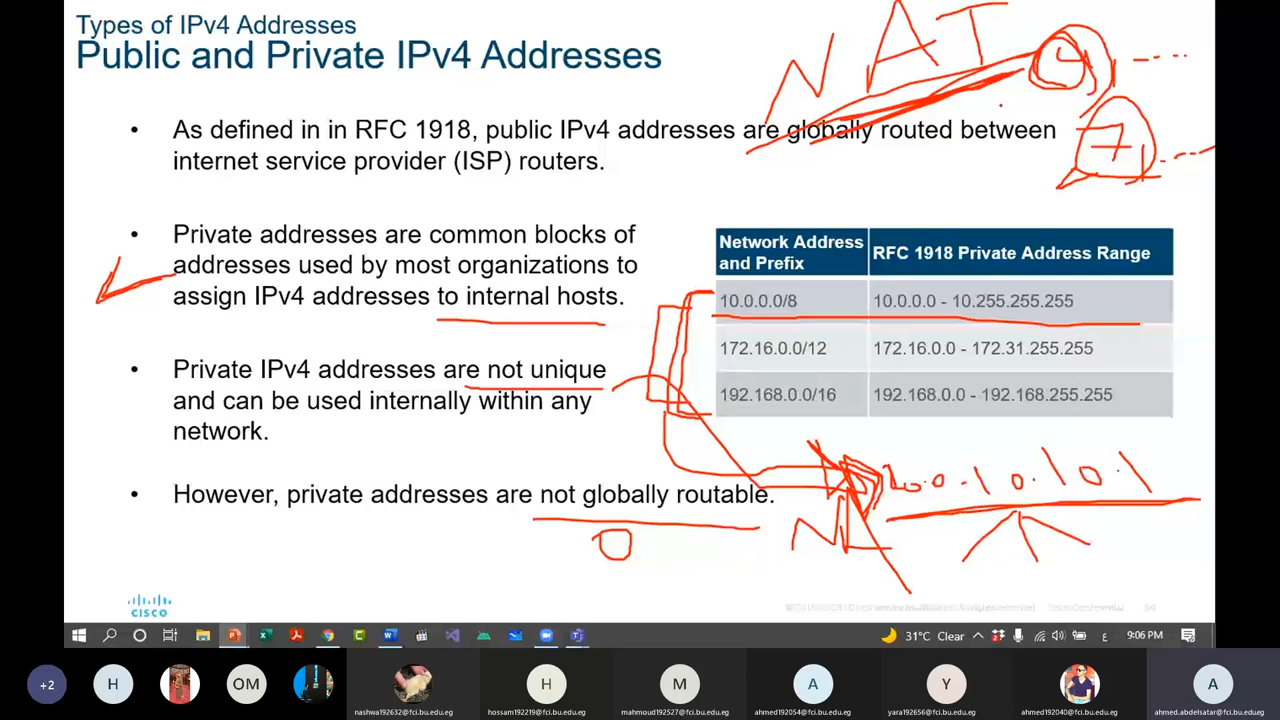 Types of IPv4 Addresses
Public and Private IPv4 Addresses
NAT
7
• As defined in in RFC 1918, public IPv4 addresses are globally routed between
internet service provider (ISP) routers.
• Private addresses are common blocks of
addresses used by most organizations to
assign IPv4 addresses to internal hosts.
• Private IPv4 addresses are not unique
and can be used internally within any
network.
• However, private addresses are not globally routable.
Network Address and Prefix RFC 1918 Private Address Range
10.0.0.0/8 10.0.0.0 - 10.255.255.255
172.16.0.0/12 172.16.0.0 - 172.31.255.255
192.168.0.0/16 192.168.0.0 - 192.168.255.255
CISCO
31°C Clear
ع
9:06 PM
+2
H
OM
nashwa192632@fci.bu.edu.eg
H
hossam192219@fci.bu.edu.eg
M
mahmoud192527@fci.bu.edu.eg
A
ahmed192054@fci.bu.edu.eg
Y
yara192656@fci.bu.edu.eg
ahmed192040@fci.bu.edu.eg
A
a.abdelsatar@fci.bu.edu.eg